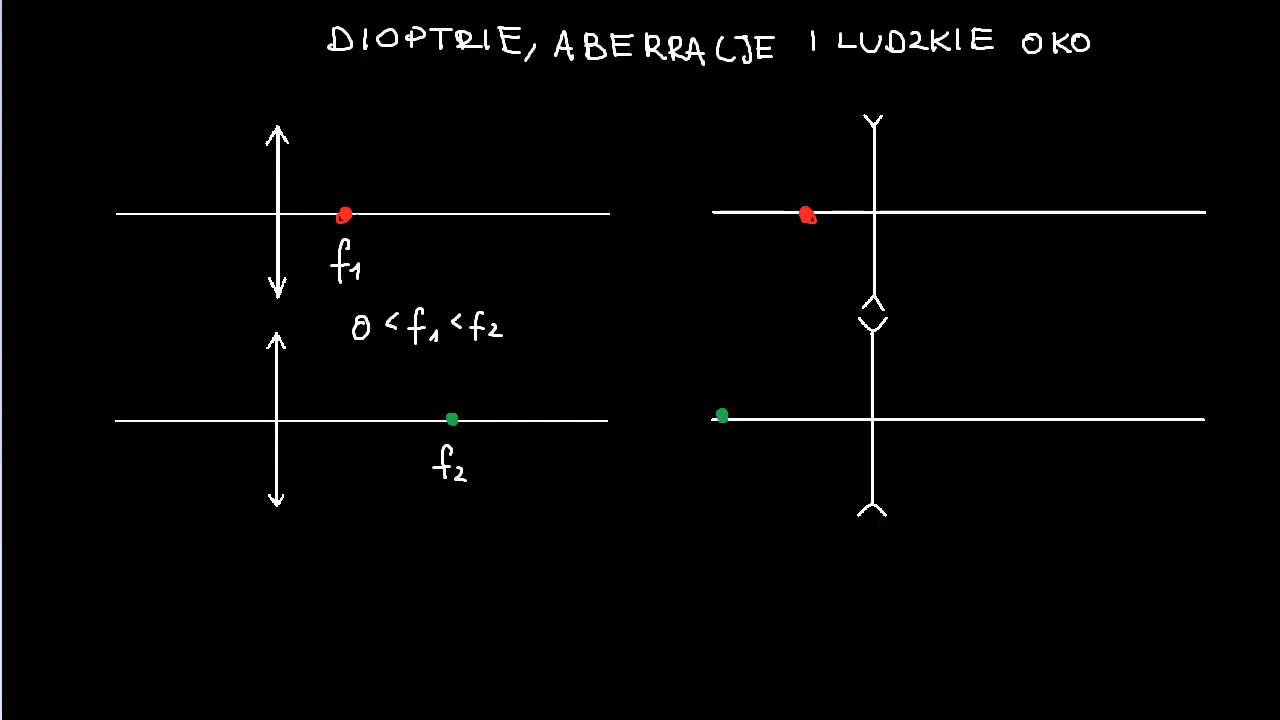 DIOPTRIE, ABERRACJE I LUDZKIE OKO
f₁
0 < f₁ < f₂
f₂